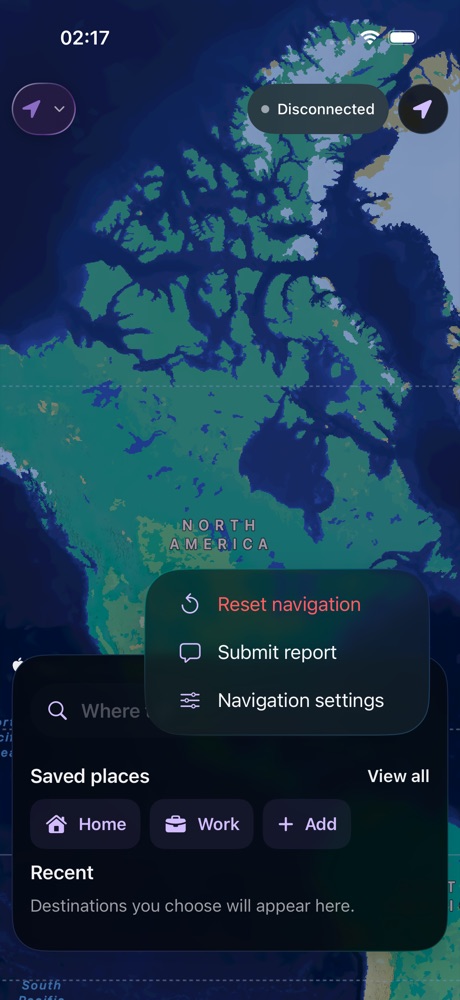 02:17
Disconnected
NORTH
AMERICA
Reset navigation
Submit report
Navigation settings
Where
Saved places
View all
Home
Work
Add
Recent
Destinations you choose will appear here.
South
Pacific